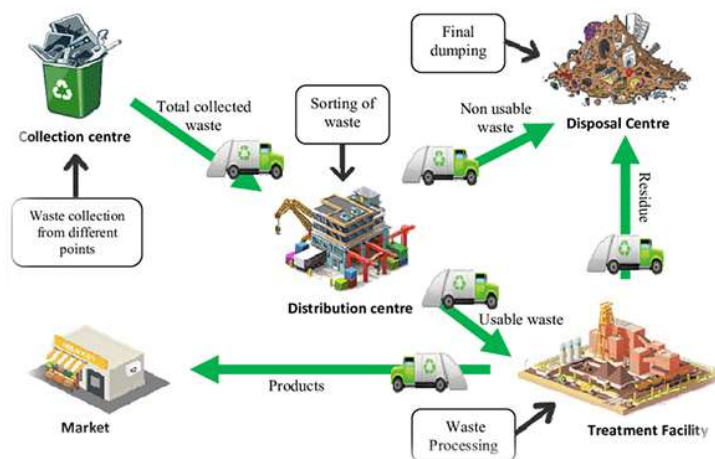 Final
dumping
Total collected
waste
Sorting of
waste
Non usable
waste
Disposal Centre
Collection centre
Waste collection
from different
points
Residue
Distribution centre
Usable waste
Products
Market
Waste
Processing
Treatment Facility